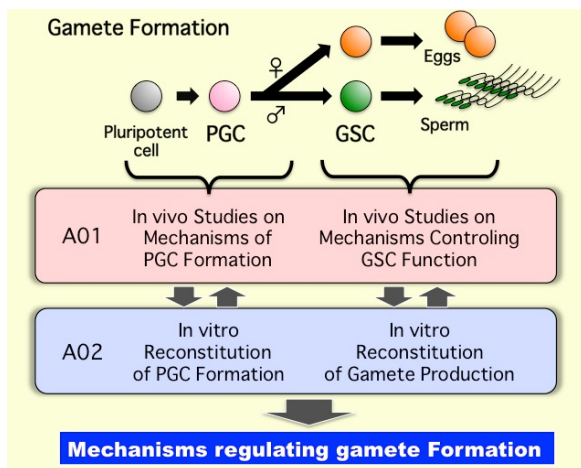 Gamete Formation
♀
♂
Eggs
Pluripotent
cell
PGC
GSC
Sperm
A01
In vivo Studies on
Mechanisms of
PGC Formation
In vivo Studies on
Mechanisms Controling
GSC Function
A02
In vitro
Reconstitution
of PGC Formation
In vitro
Reconstitution
of Gamete Production
Mechanisms regulating gamete Formation